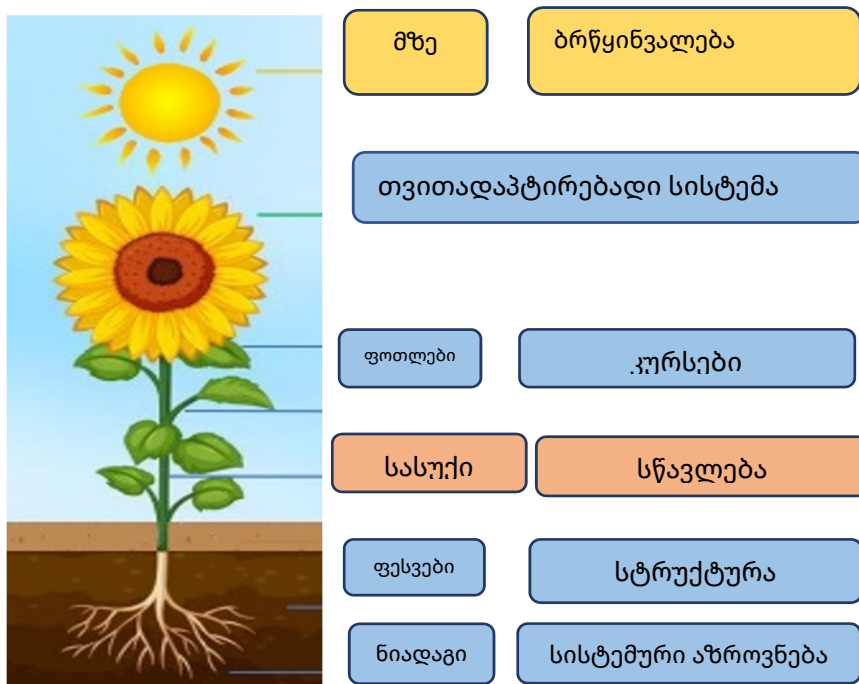 მზე
ბრწყინვალება
თვითადაპტირებადი სისტემა
ფოთლები
კურსები
სასუქი
სწავლება
ფესვები
სტრუქტურა
ნიადაგი
სისტემური აზროვნება